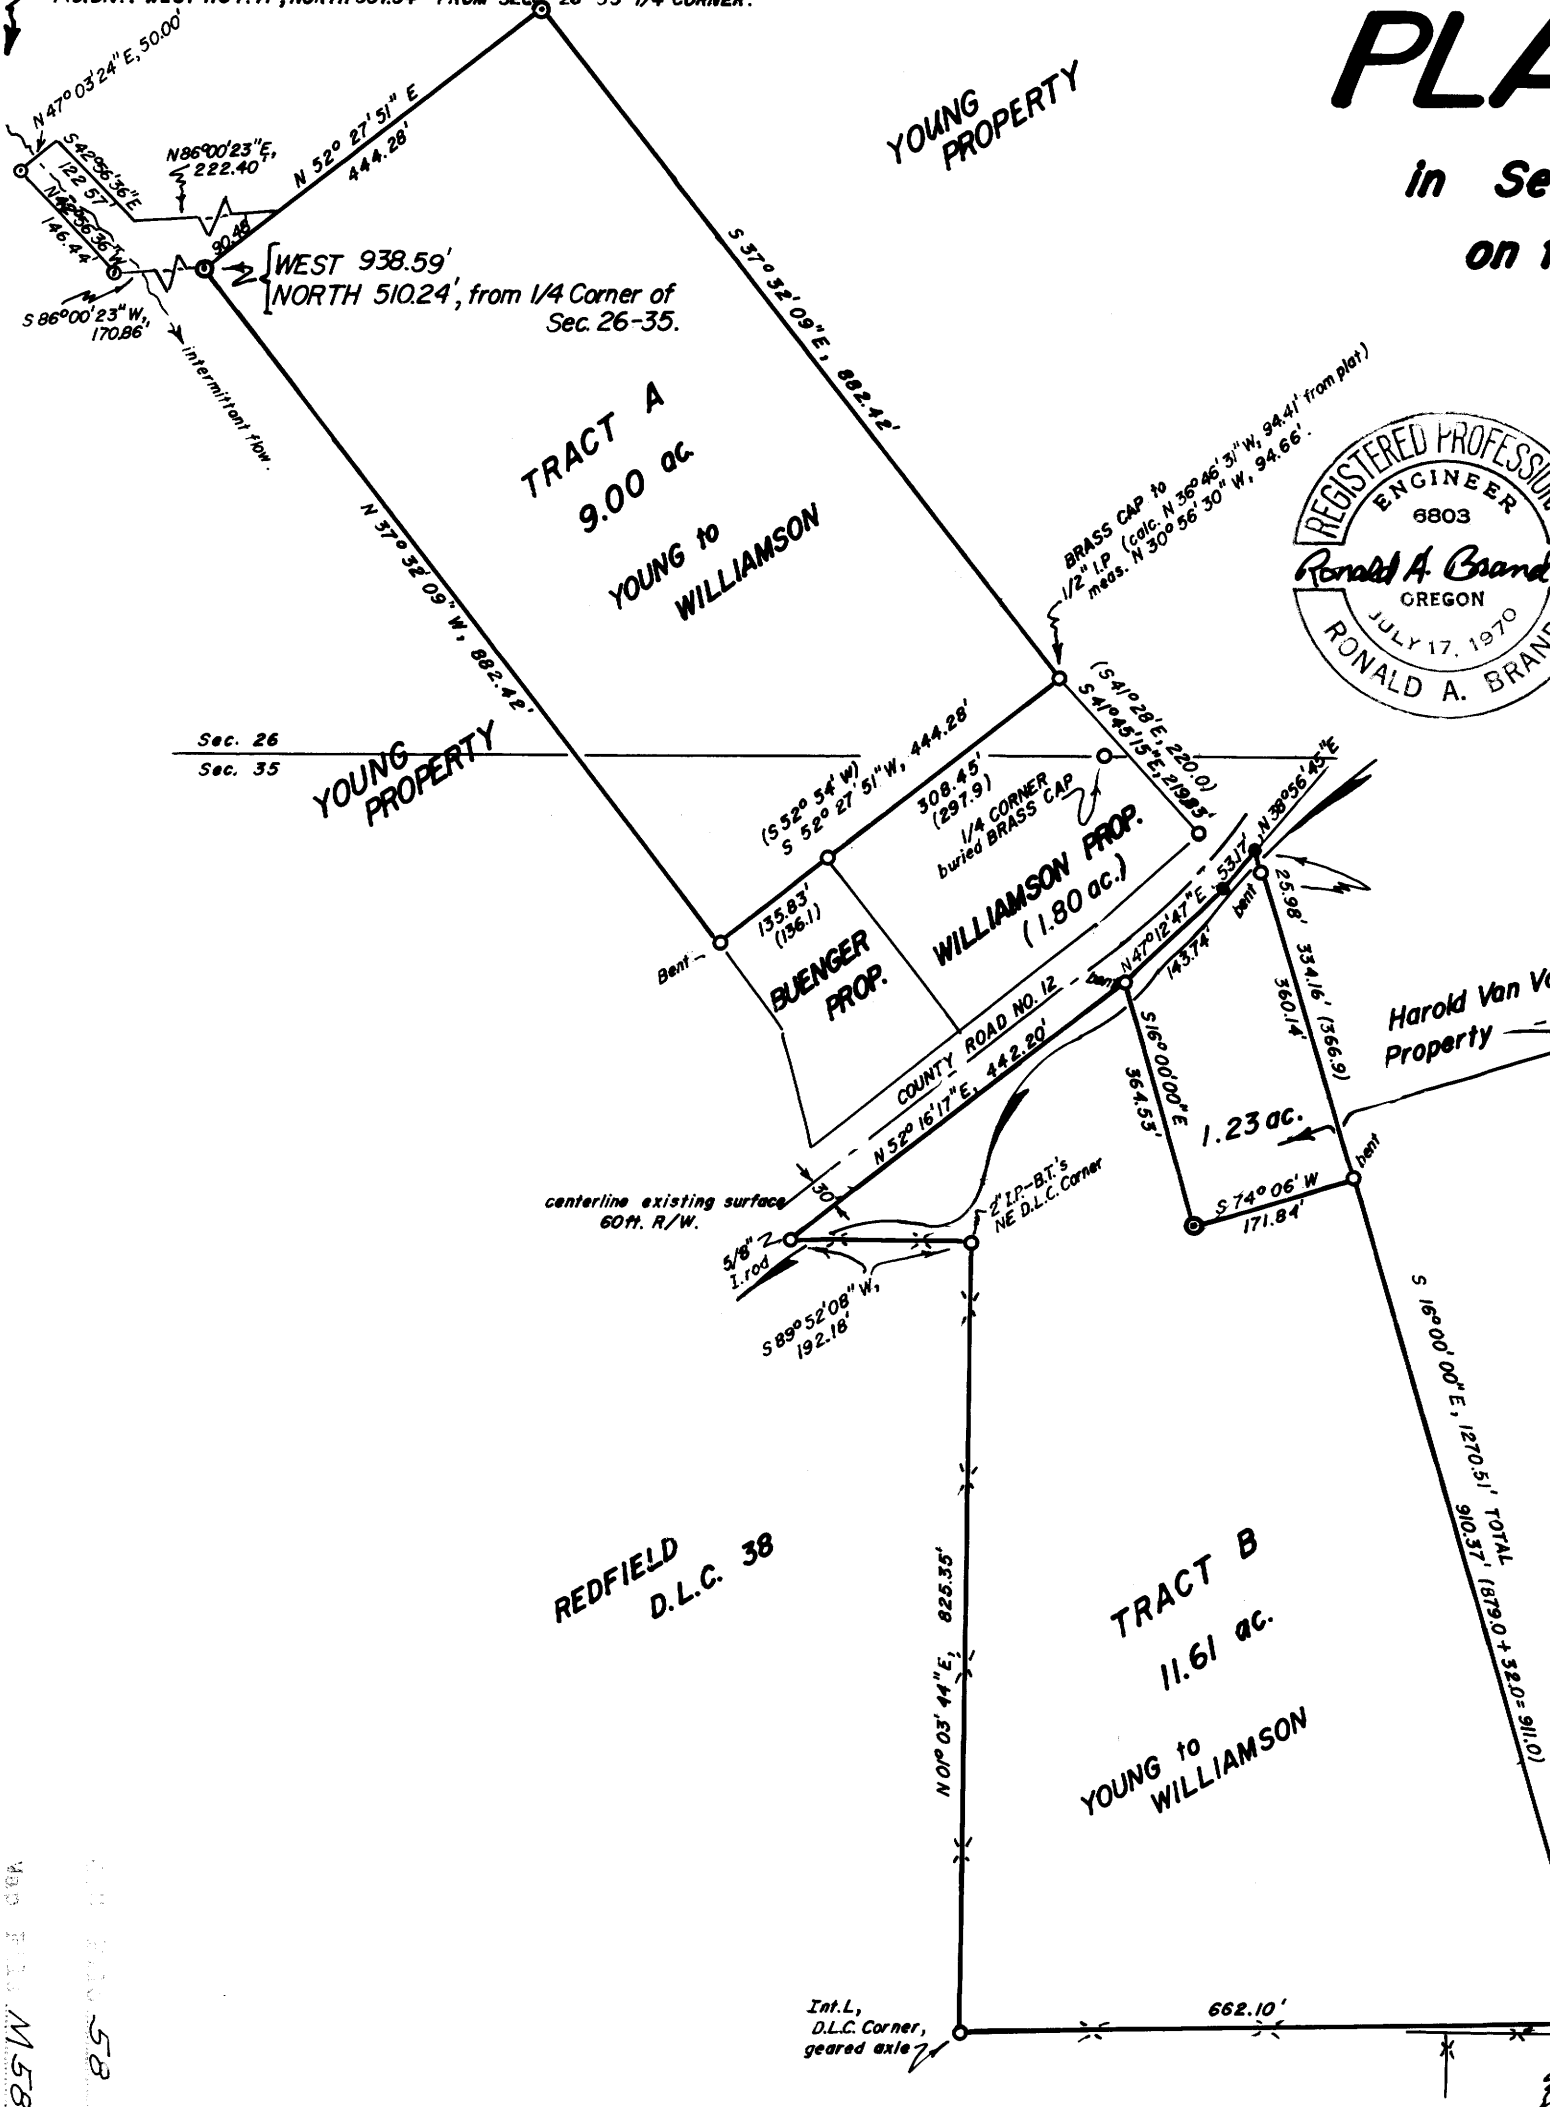 PLA
in Se
on
N 47° 03' 24" E, 50.00'
S 42° 56' 36" E
122.57'
N 42° 56' 36" W
146.44'
N 86° 00' 23" E,
222.40'
N 52° 27' 51" E
444.28'
90.48
WEST 938.59'
NORTH 510.24', from 1/4 Corner of
Sec. 26-35.
S 86° 00' 23" W,
170.86'
intermittant flow.
YOUNG
PROPERTY
S 37° 32' 09" E, 882.42'
TRACT A
9.00 ac.
YOUNG to
WILLIAMSON
N 37° 32' 09" W, 882.42'
BRASS CAP to
1/2" I.P. (calc. N 36° 46' 31" W, 94.41' from plat)
meas. N 30° 56' 30" W, 94.66'.
REGISTERED PROFESSION
ENGINEER
6803
Ronald A. Brand
OREGON
JULY 17, 1970
RONALD A. BRAND
Sec. 26
Sec. 35
YOUNG
PROPERTY
(S 41° 28' E, 220.0)
S 41° 45' 15" E, 219.83'
(S 52° 54' W)
S 52° 27' 51" W, 444.28'
308.45'
(297.9)
1/4 CORNER
buried BRASS CAP
WILLIAMSON PROP.
(1.80 ac.)
135.83'
(136.1)
BUENGER
PROP.
Bent
N 38° 56' 45" E
53.17'
bent
25.98'
N 47° 12' 47" E
143.74'
bent
334.16' (366.9)
360.14'
Harold Van V
Property
COUNTY ROAD NO. 12
N 52° 16' 17" E, 442.20'
S 16° 00' 00" E
364.53'
1.23 ac.
bent
S 74° 06' W
171.84'
30'
centerline existing surface
60 ft. R/W.
2" I.P.-B.T.'s
NE D.L.C. Corner
5/8"
I. rod
S 89° 52' 08" W,
192.18'
S 16° 00' 00" E, 1270.51' TOTAL
910.37' (879.0 + 32.0 = 911.0)
REDFIELD
D.L.C. 38
N 01° 03' 44" E, 825.35'
TRACT B
11.61 ac.
YOUNG to
WILLIAMSON
Int. L,
D.L.C. Corner,
geared axle
662.10'
58
M 58